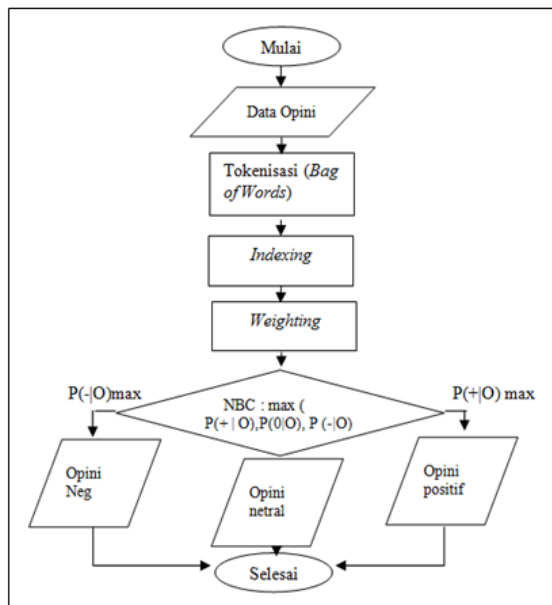 Mulai
Data Opini
Tokenisasi (Bag
of Words)
Indexing
Weighting
P(-|O)max
P(+|O) max
NBC : max (
P(+ | O),P(0|O), P (-|O)
Opini
Neg
Opini
netral
Opini
positif
Selesai